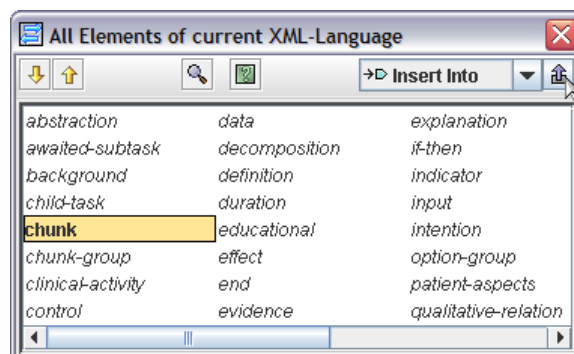 All Elements of current XML-Language
Insert Into
abstraction data explanation
awaited-subtask decomposition if-then
background definition indicator
child-task duration input
chunk educational intention
chunk-group effect option-group
clinical-activity end patient-aspects
control evidence qualitative-relation